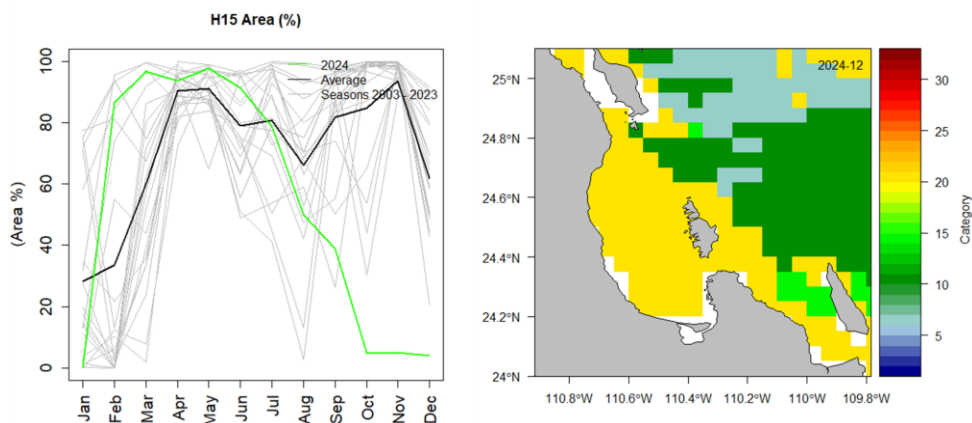 H15 Area (%)
(Area %)
100
80
60
40
20
0
Jan
Feb
Mar
Apr
May
Jun
Jul
Aug
Sep
Oct
Nov
Dec
2024
Average
Seasons 2003 - 2023
2024-12
25°N
24.8°N
24.6°N
24.4°N
24.2°N
24°N
110.8°W
110.6°W
110.4°W
110.2°W
110°W
109.8°W
30
25
20
15
10
5
Category